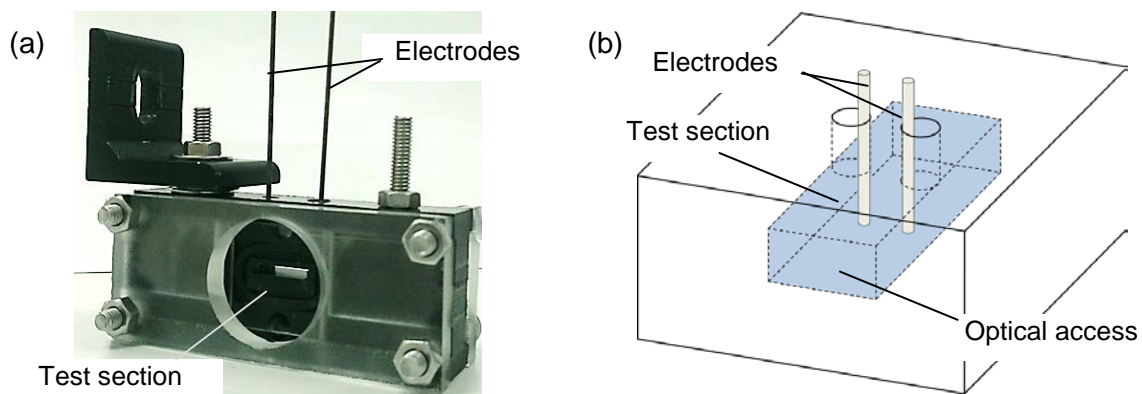 (a)
Electrodes
Test section
(b)
Electrodes
Test section
Optical access